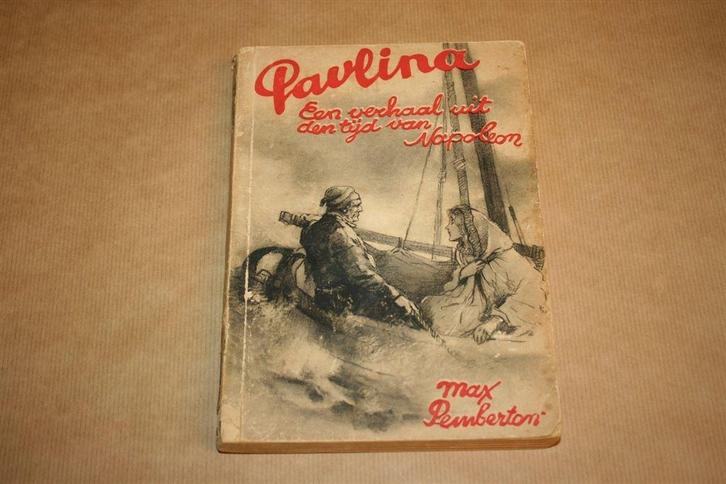 Pavlina
Een verhaal uit
den tijd van
Napoleon
Max
Pemberton